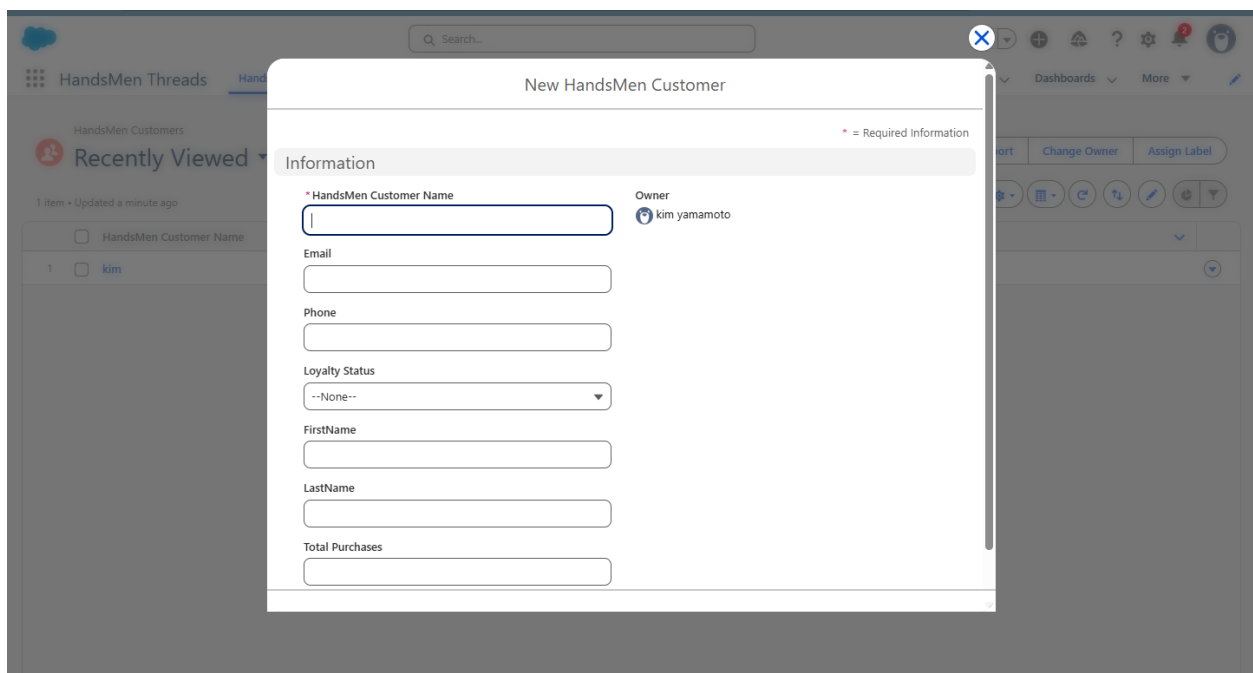 Search...
2
HandsMen Threads Hand Dashboards More
New HandsMen Customer
* = Required Information
HandsMen Customers
Recently Viewed
ort Change Owner Assign Label
1 item • Updated a minute ago
Information
*HandsMen Customer Name
Owner
kim yamamoto
Email
Phone
Loyalty Status
--None--
FirstName
LastName
Total Purchases
HandsMen Customer Name
1 kim